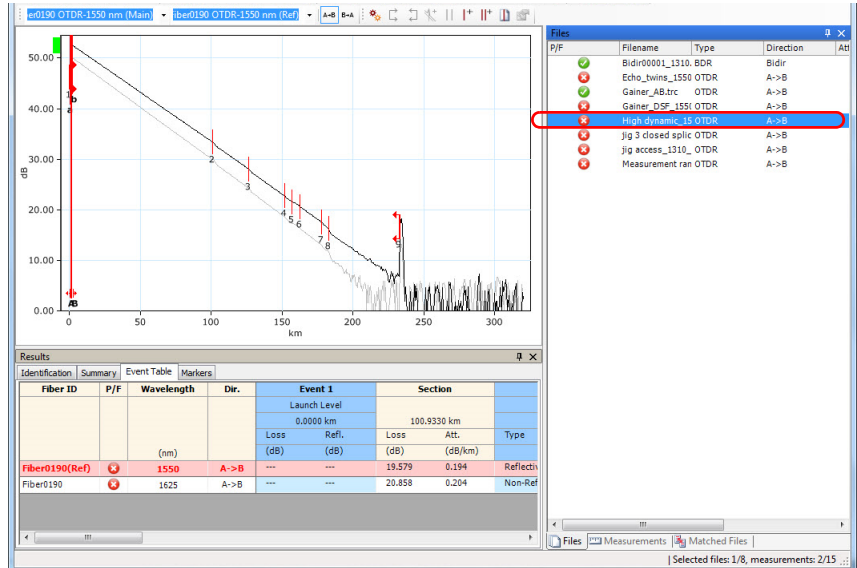 er0190 OTDR-1550 nm (Main) iber0190 OTDR-1550 nm (Ref) A→B B→A
50.00
40.00
30.00
20.00
10.00
0.00
dB
1 b
a
2
3
4
5
6
7
8
9
0 50 100 150 200 250 300
km
Files
P/F Filename Type Direction Att
Bidir00001_1310. BDR Bidir
Echo_twins_1550 OTDR A->B
Gainer_AB.trc OTDR A->B
Gainer_DSF_155( OTDR A->B
High dynamic_15 OTDR A->B
jig 3 closed splic OTDR A->B
jig access_1310_ OTDR A->B
Measurement ran OTDR A->B
Results
Identification Summary Event Table Markers
Fiber ID P/F Wavelength Dir. Event 1 Section
Launch Level
0.0000 km 100.9330 km
Loss Refl. Loss Att. Type
(nm) (dB) (dB) (dB) (dB/km)
Fiber0190(Ref) 1550 A->B --- --- 19.579 0.194 Reflectiv
Fiber0190 1625 A->B --- --- 20.858 0.204 Non-Ref
Files Measurements Matched Files
Selected files: 1/8, measurements: 2/15